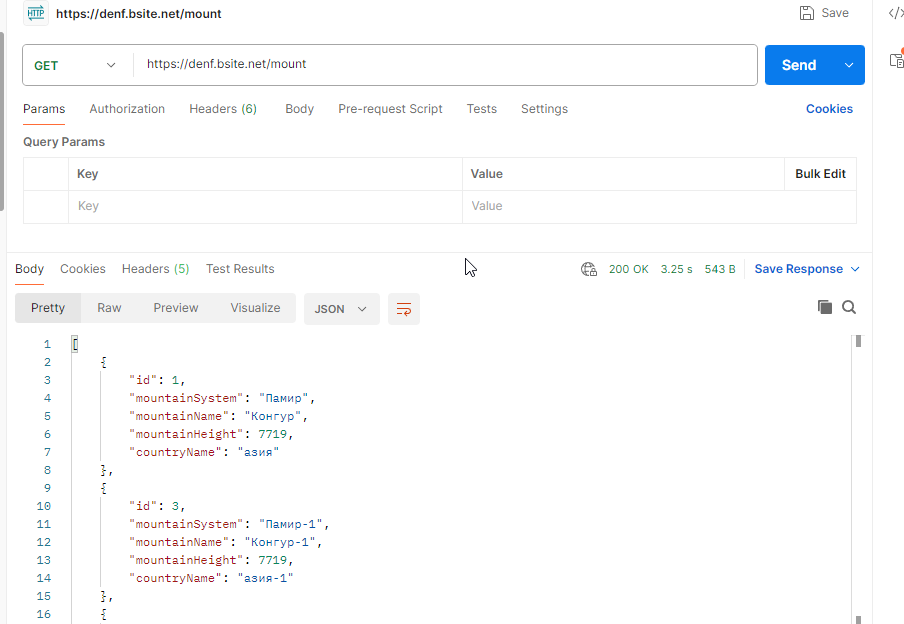 HTTP https://denf.bsite.net/mount Save
GET https://denf.bsite.net/mount Send
Params Authorization Headers (6) Body Pre-request Script Tests Settings Cookies
Query Params
Key Value Bulk Edit
Key Value
Body Cookies Headers (5) Test Results 200 OK 3.25 s 543 B Save Response
Pretty Raw Preview Visualize JSON
1 [
2 {
3 "id": 1,
4 "mountainSystem": "Памир",
5 "mountainName": "Конгур",
6 "mountainHeight": 7719,
7 "countryName": "азия"
8 },
9 {
10 "id": 3,
11 "mountainSystem": "Памир-1",
12 "mountainName": "Конгур-1",
13 "mountainHeight": 7719,
14 "countryName": "азия-1"
15 },
16 {